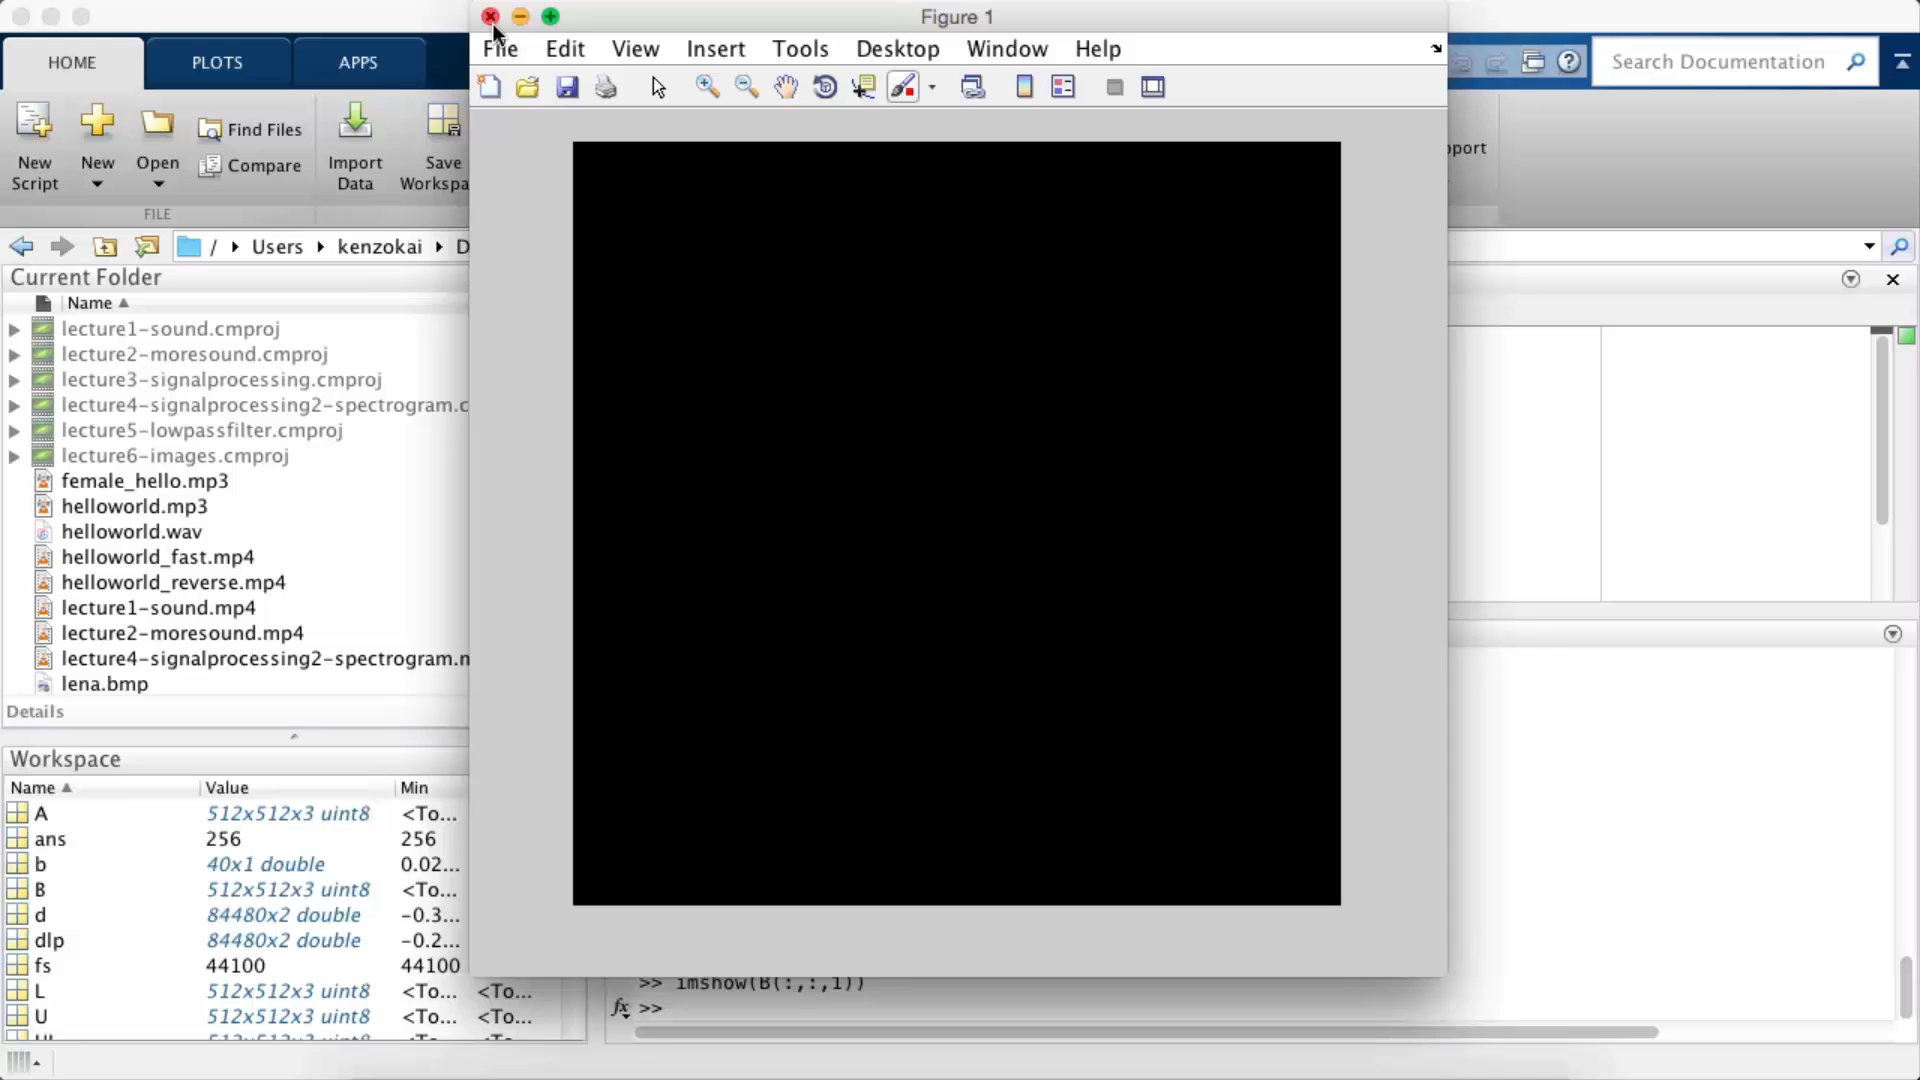 Figure 1
File Edit View Insert Tools Desktop Window Help
HOME PLOTS APPS
Search Documentation
New Script
New
Open
Find Files
Compare
Import Data
Save Workspa
pport
FILE
/ Users kenzokai D
Current Folder
Name
lecture1-sound.cmproj
lecture2-moresound.cmproj
lecture3-signalprocessing.cmproj
lecture4-signalprocessing2-spectrogram.c
lecture5-lowpassfilter.cmproj
lecture6-images.cmproj
female_hello.mp3
helloworld.mp3
helloworld.wav
helloworld_fast.mp4
helloworld_reverse.mp4
lecture1-sound.mp4
lecture2-moresound.mp4
lecture4-signalprocessing2-spectrogram.m
lena.bmp
Details
Workspace
Name Value Min
A 512x512x3 uint8 <To...
ans 256 256
b 40x1 double 0.02...
B 512x512x3 uint8 <To...
d 84480x2 double -0.3...
dlp 84480x2 double -0.2...
fs 44100 44100
L 512x512x3 uint8 <To... <To...
U 512x512x3 uint8 <To... <To...
>> imshow(B(:,:,1))
fx >>